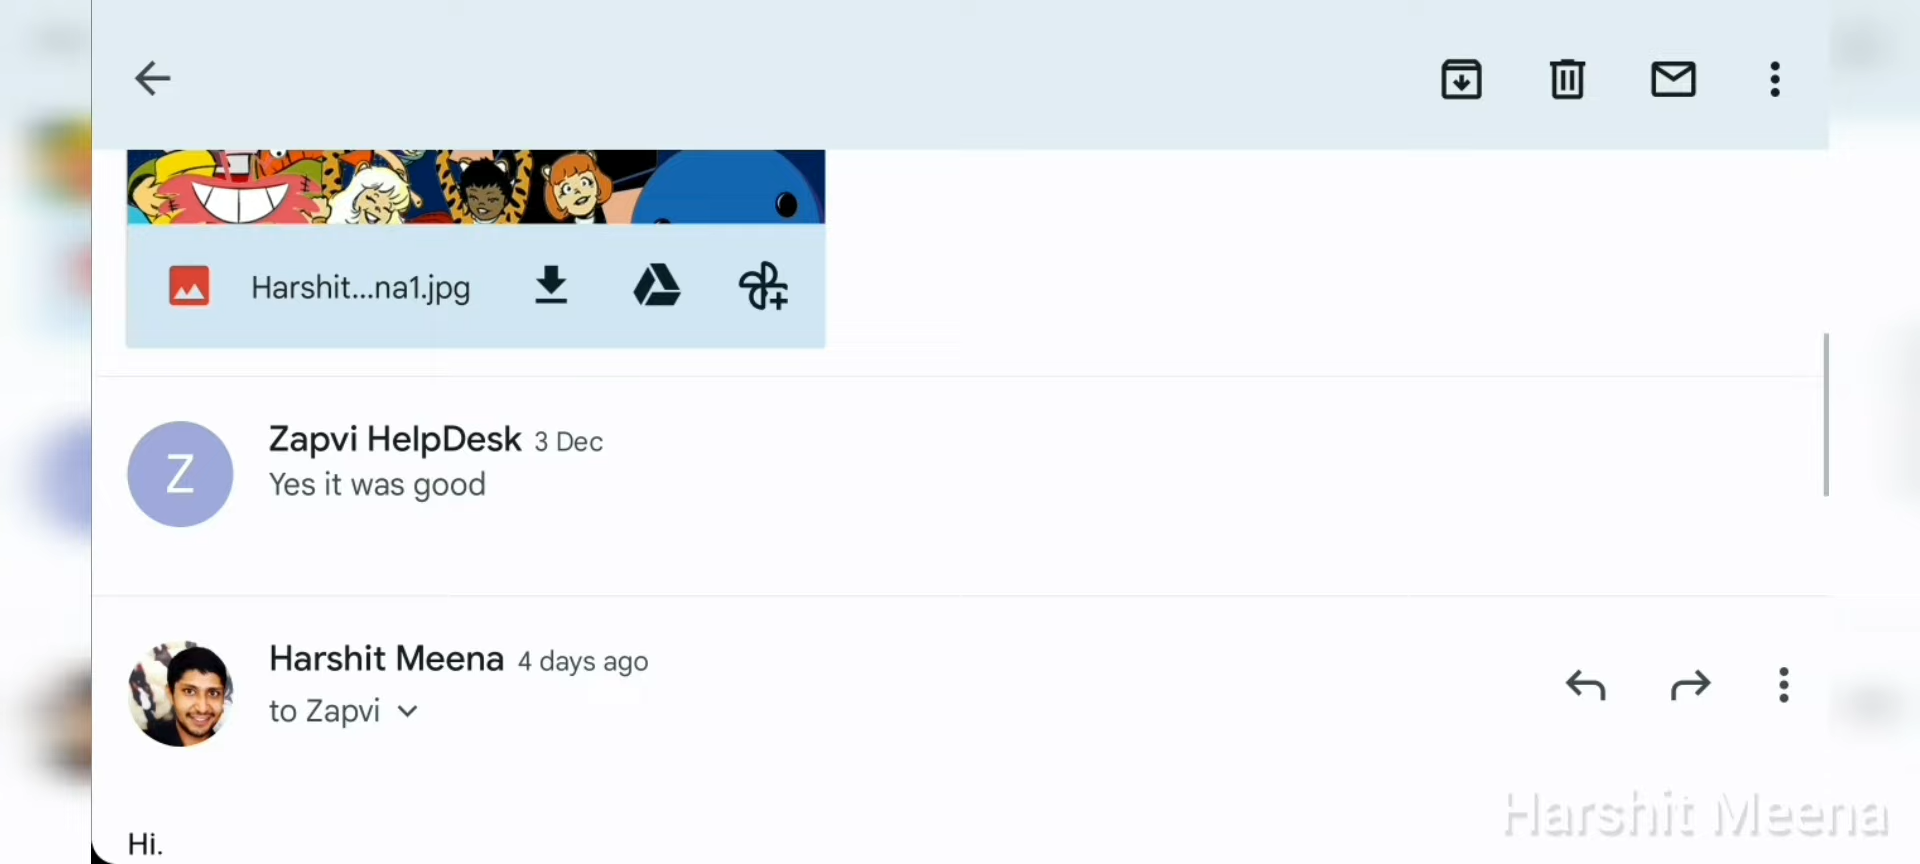 Harshit...na1.jpg
Zapvi HelpDesk 3 Dec
Z
Yes it was good
Harshit Meena 4 days ago
to Zapvi
Hi.
Harshit Meena